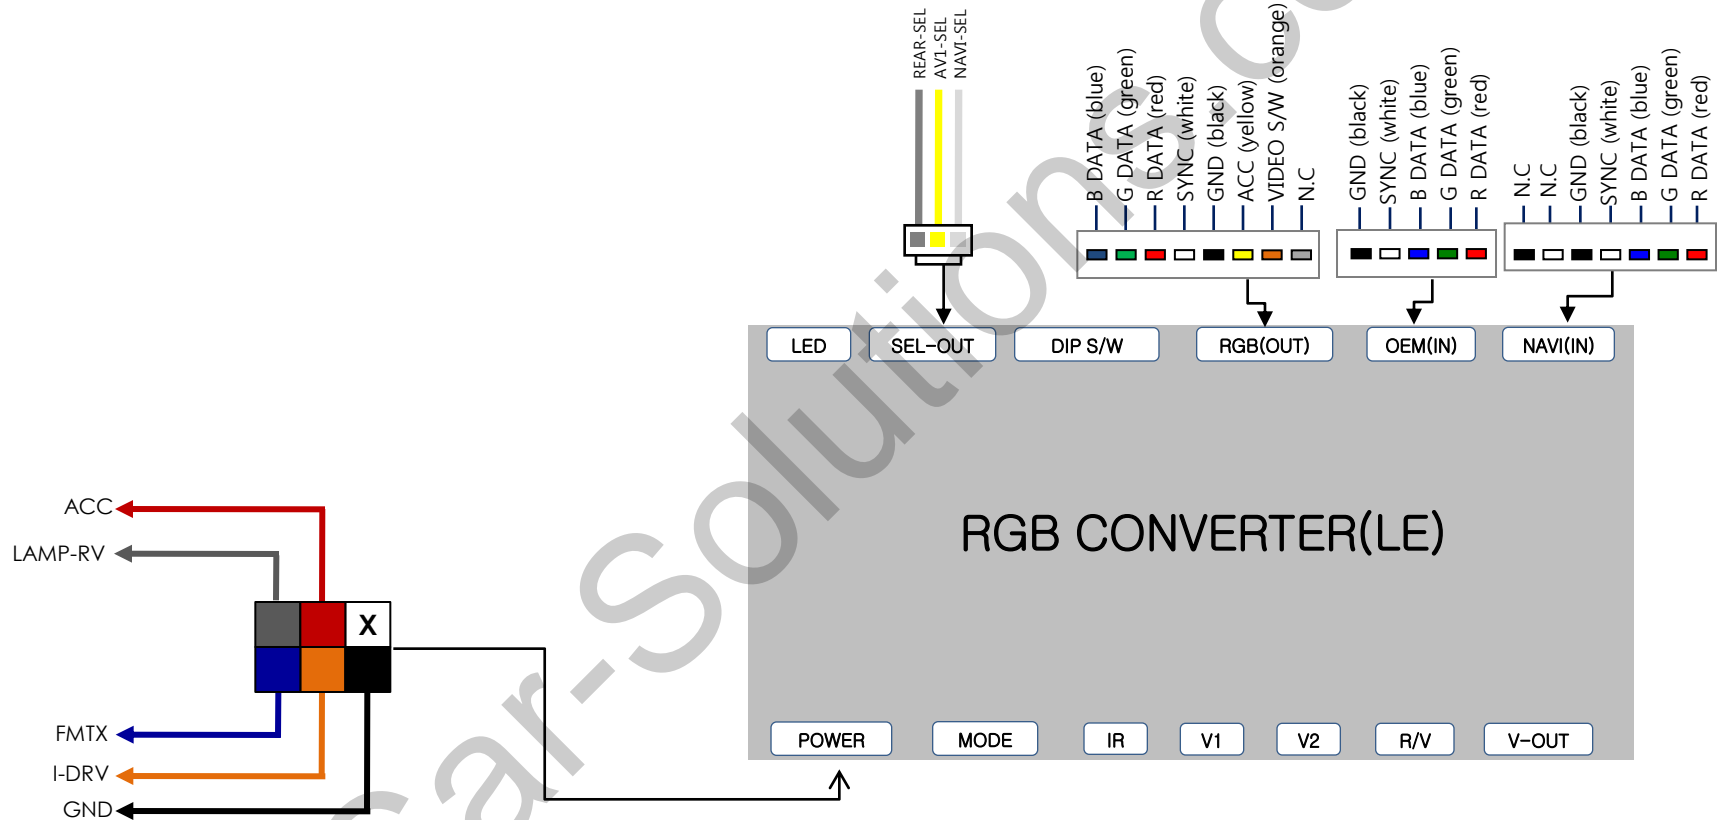 REAR-SEL
AV1-SEL
NAVI-SEL
B DATA (blue)
G DATA (green)
R DATA (red)
SYNC (white)
GND (black)
ACC (yellow)
VIDEO S/W (orange)
N.C
GND (black)
SYNC (white)
B DATA (blue)
G DATA (green)
R DATA (red)
N.C
N.C
GND (black)
SYNC (white)
B DATA (blue)
G DATA (green)
R DATA (red)
LED
SEL-OUT
DIP S/W
RGB(OUT)
OEM(IN)
NAVI(IN)
RGB CONVERTER(LE)
ACC
LAMP-RV
X
FMTX
I-DRV
GND
POWER
MODE
IR
V1
V2
R/V
V-OUT
Car-Solutions.co